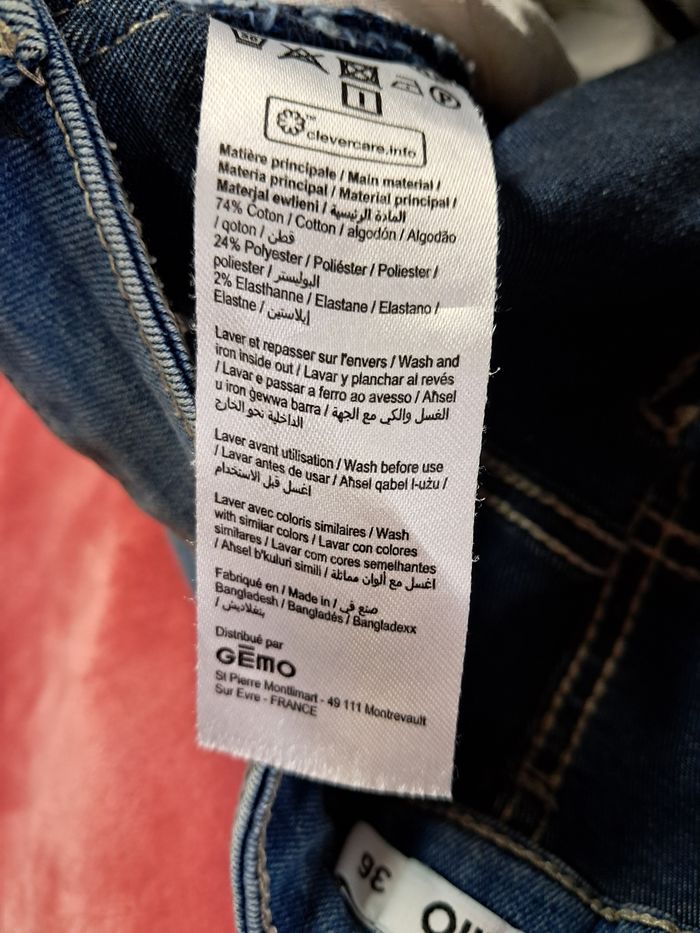 30
P
clevercare.info
Matière principale / Main material /
Materia principal / Material principal /
Materjal ewlieni / المادة الرئيسية
74% Coton / Cotton / algodón / Algodão
/ qoton / قطن
24% Polyester / Poliéster / Poliester /
poliester / البوليستر
2% Elasthanne / Elastane / Elastano /
Elastne / إيلاستين
Laver et repasser sur l'envers / Wash and
iron inside out / Lavar y planchar al revés
/ Lavar e passar a ferro ao avesso / Aħsel
u iron ġewwa barra / الغسل والكي مع الجهة
الداخلية نحو الخارج
Laver avant utilisation / Wash before use
/ Lavar antes de usar / Aħsel qabel l-użu /
اغسل قبل الاستخدام
Laver avec coloris similaires / Wash
with similar colors / Lavar con colores
similares / Lavar com cores semelhantes
/ Aħsel b'kuluri simili / اغسل مع ألوان مماثلة
Fabriqué en / Made in / صنع في
Bangladesh / Bangladés / Bangladexx
/ بنغلاديش
Distribué par
GĒMO
St Pierre Montlimart - 49 111 Montrevault
Sur Evre - FRANCE
36